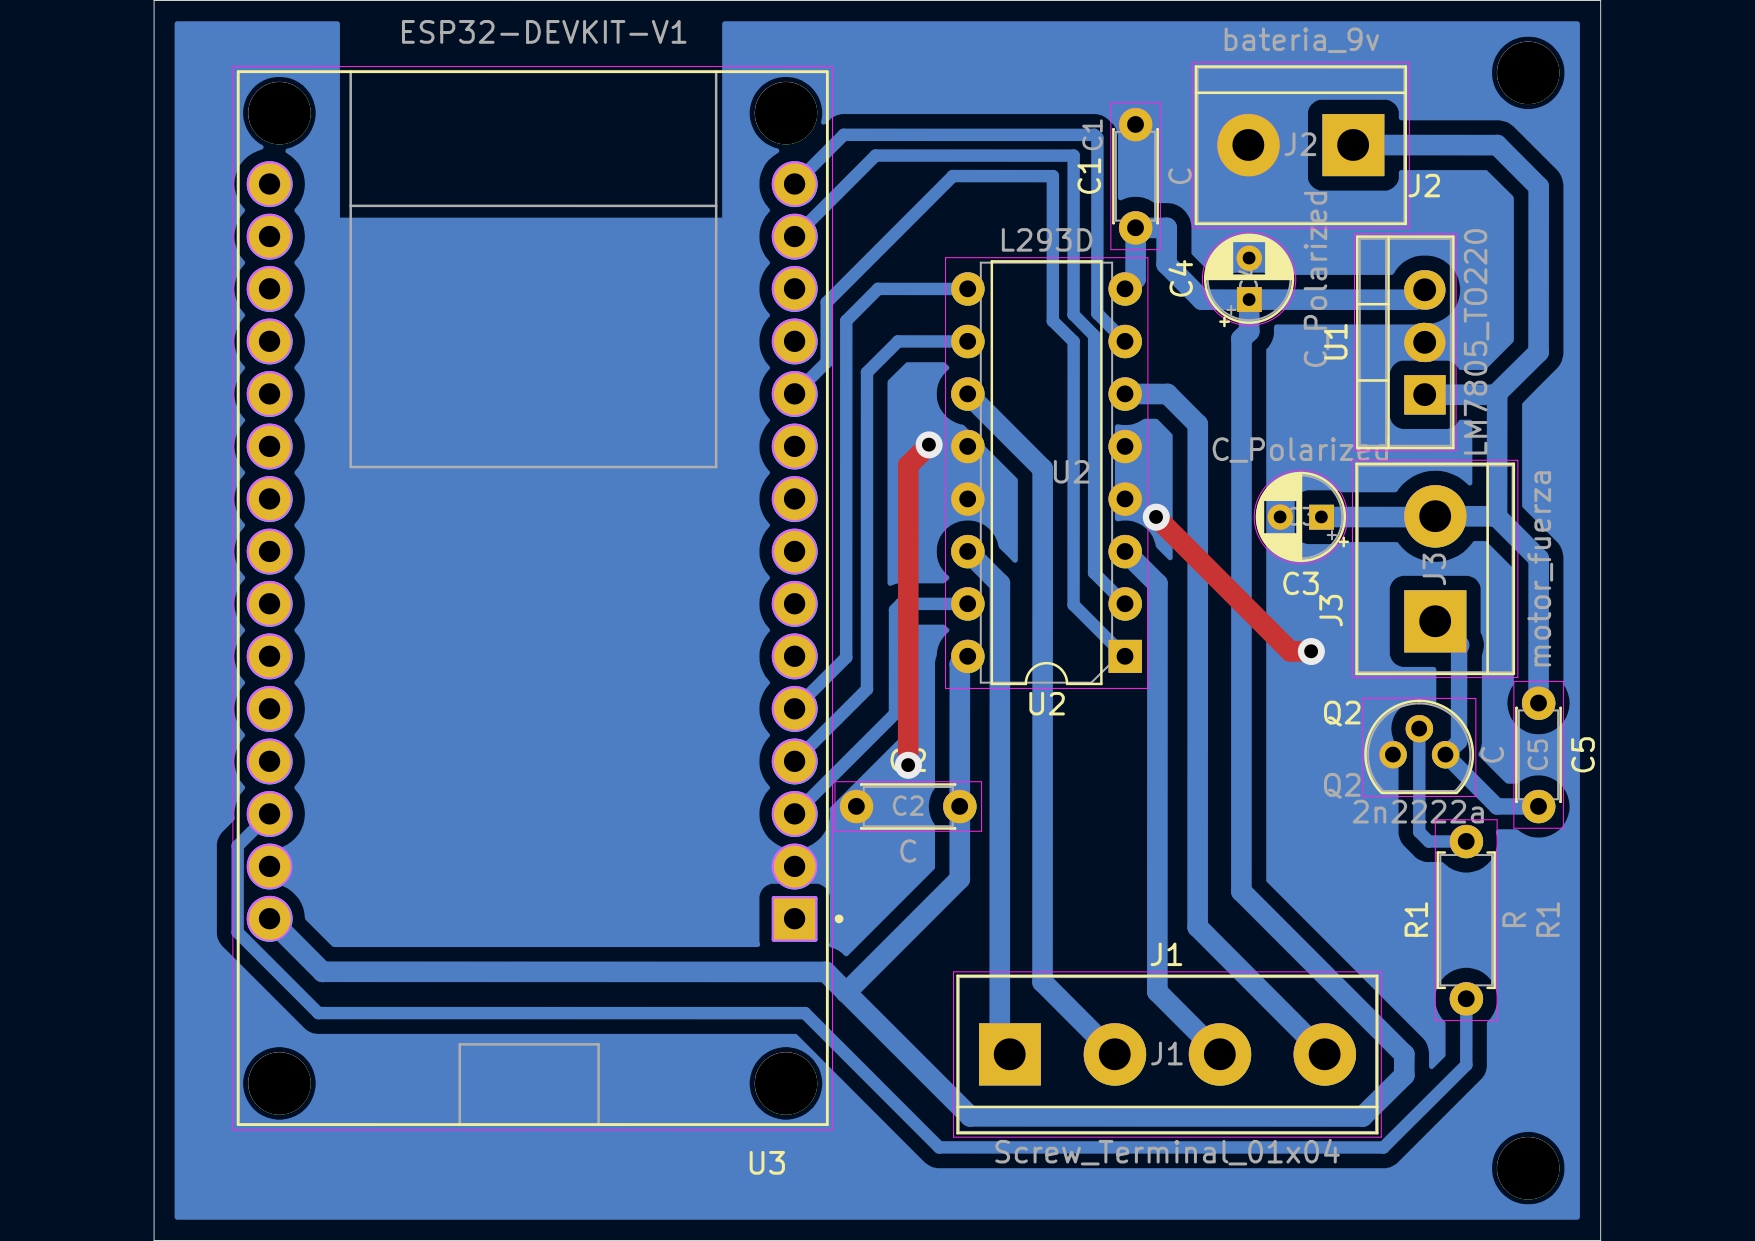 ESP32-DEVKIT-V1
bateria_9v
C1
C1
C
J2
J2
L293D
C4
C_Polarized
LM7805_TO220
U1
C_Polarized
U2
C3
J3
J3
motor_fuerza
U2
Q2
C
C5
C5
Q2
2n2222a
C2
C
R1
R
R1
J1
J1
Screw_Terminal_01x04
U3